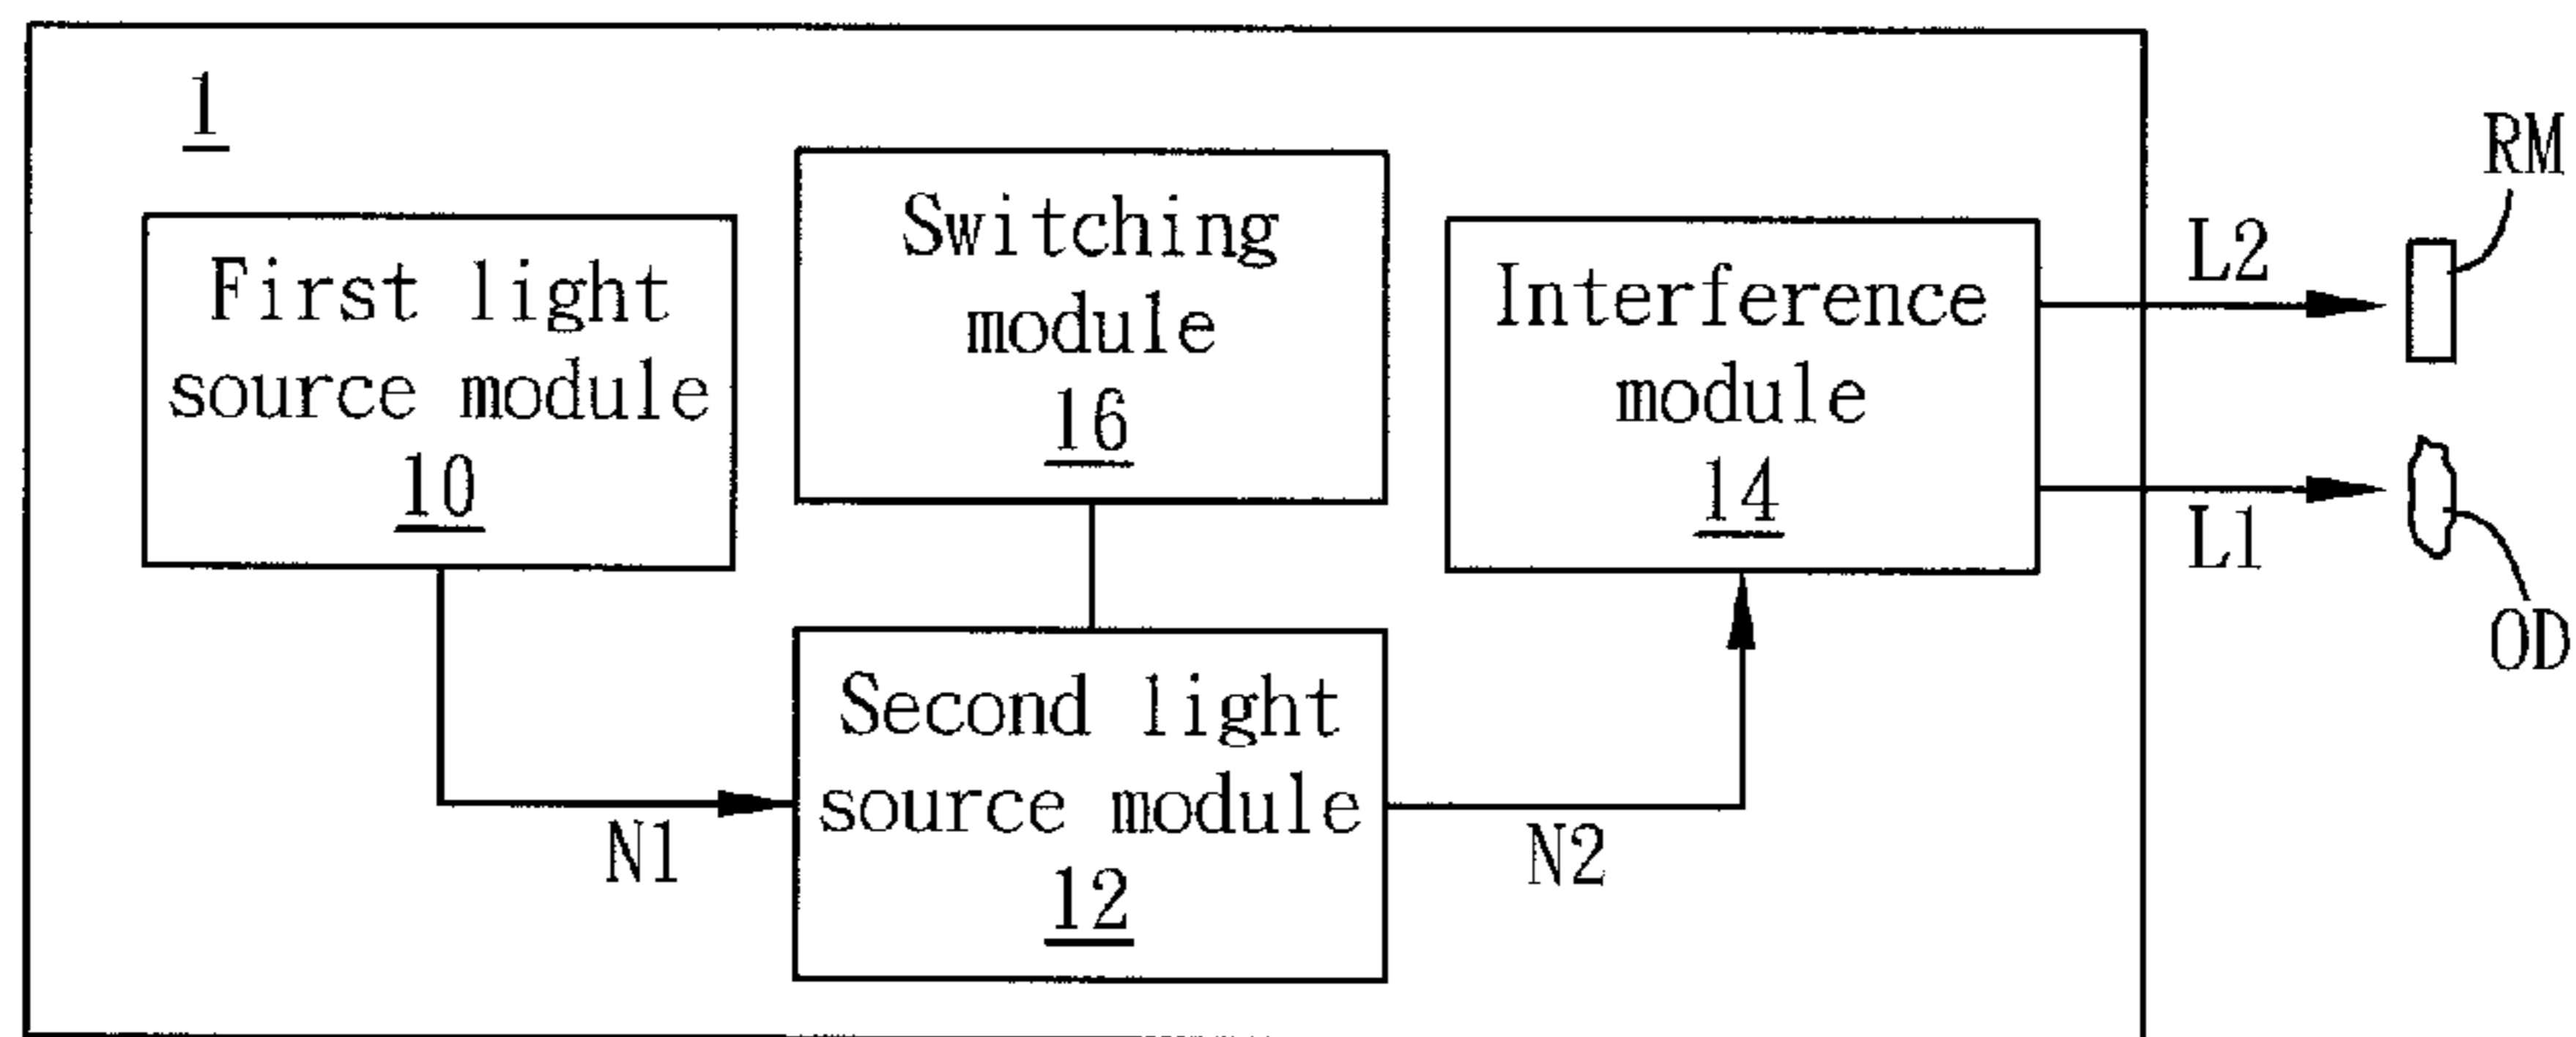 1
First light
source module
10
Switching
module
16
Interference
module
14
Second light
source module
12
N1
N2
L2
L1
RM
OD